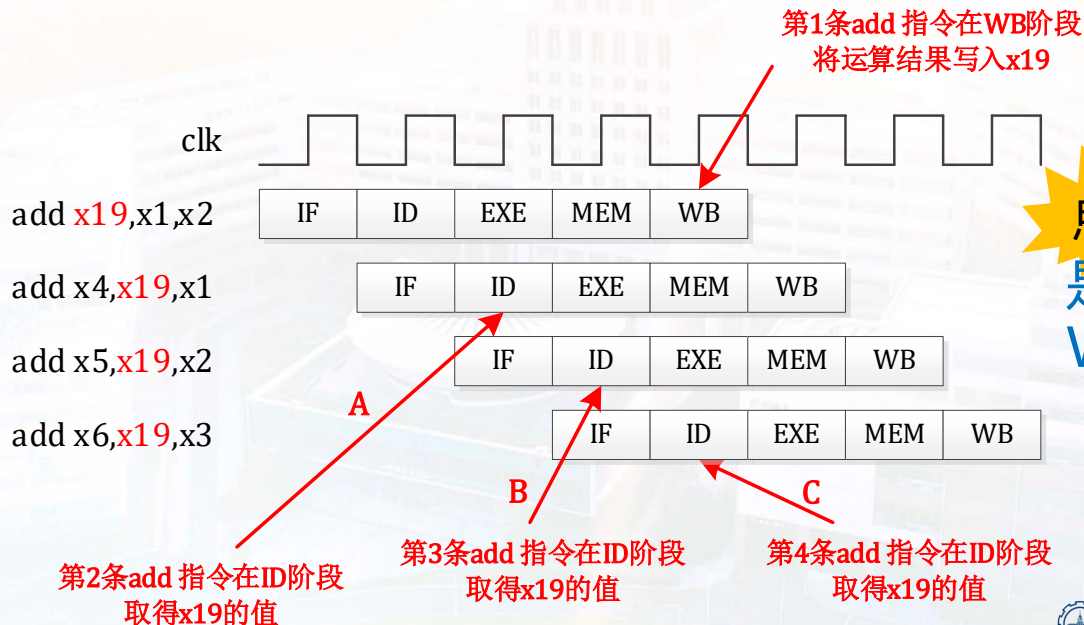 第1条add 指令在WB阶段
将运算结果写入x19
clk
add x19,x1,x2 IF ID EXE MEM WB
add x4,x19,x1 IF ID EXE MEM WB
add x5,x19,x2 IF ID EXE MEM WB
add x6,x19,x3 IF ID EXE MEM WB
A
B
C
第2条add 指令在ID阶段
取得x19的值
第3条add 指令在ID阶段
取得x19的值
第4条add 指令在ID阶段
取得x19的值